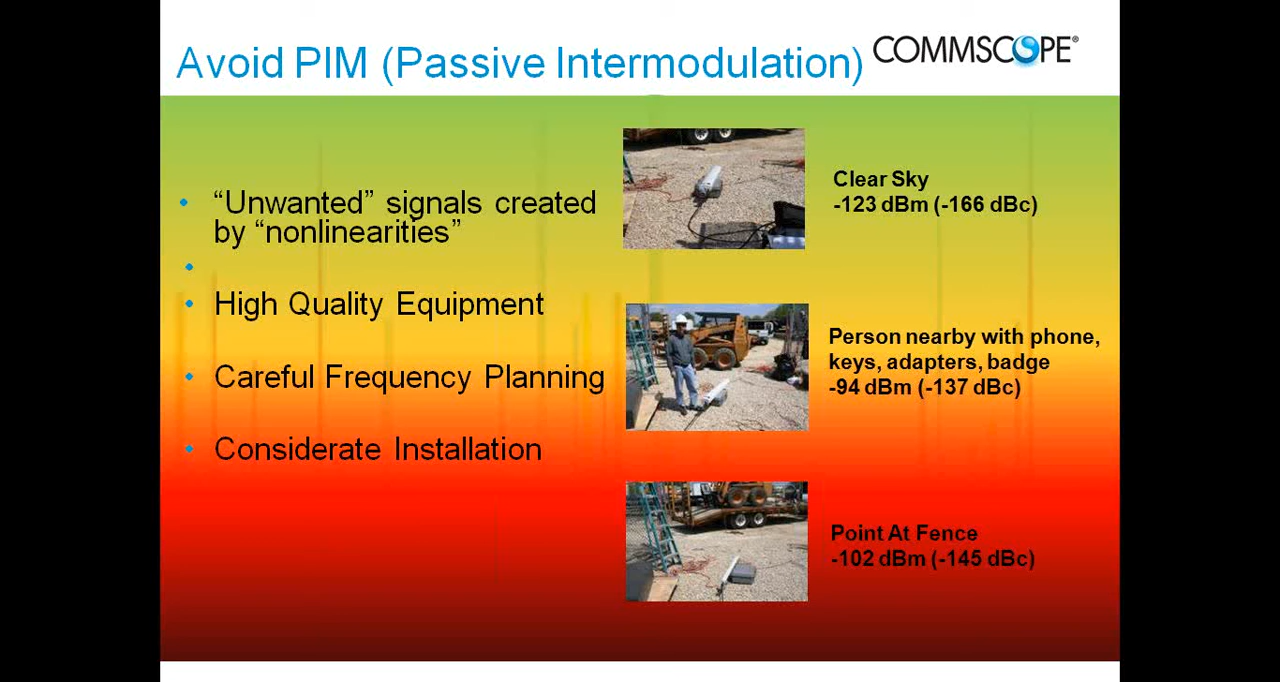 Avoid PIM (Passive Intermodulation)
COMMSCOPE®
“Unwanted” signals created
by “nonlinearities”
High Quality Equipment
Careful Frequency Planning
Considerate Installation
Clear Sky
-123 dBm (-166 dBc)
Person nearby with phone,
keys, adapters, badge
-94 dBm (-137 dBc)
Point At Fence
-102 dBm (-145 dBc)